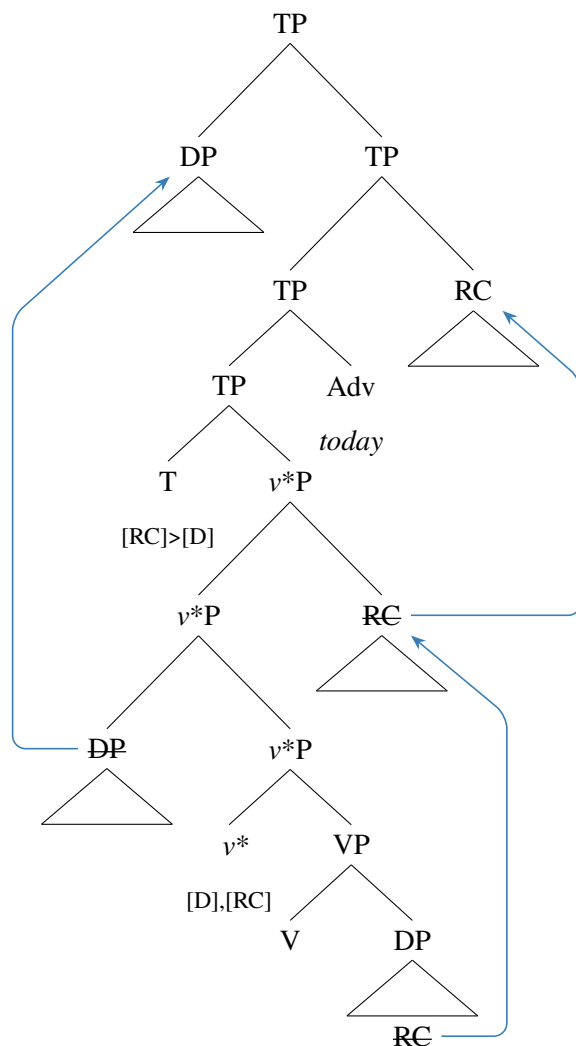 TP
DP TP
TP RC
TP Adv
today
T v*P
[RC]>[D]
v*P RC
DP v*P
v* VP
[D],[RC]
V DP
RC